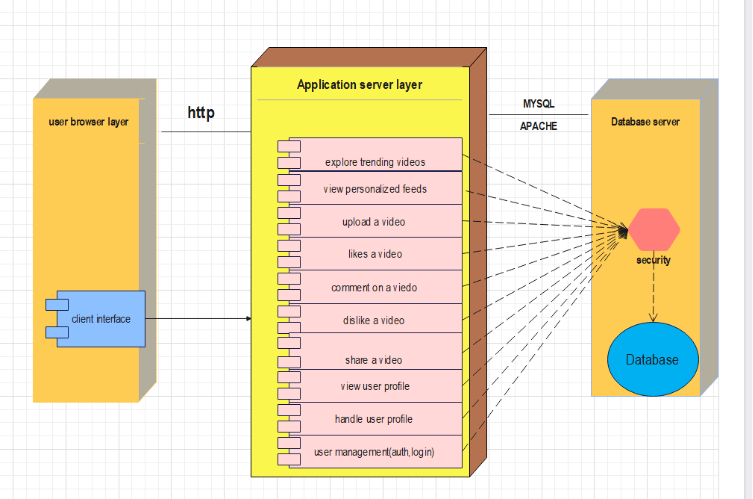 user browser layer
http
Application server layer
MYSQL
APACHE
Database server
explore trending videos
view personalized feeds
upload a video
likes a video
comment on a viedo
dislike a video
share a video
view user profile
handle user profile
user management(auth,login)
client interface
security
Database